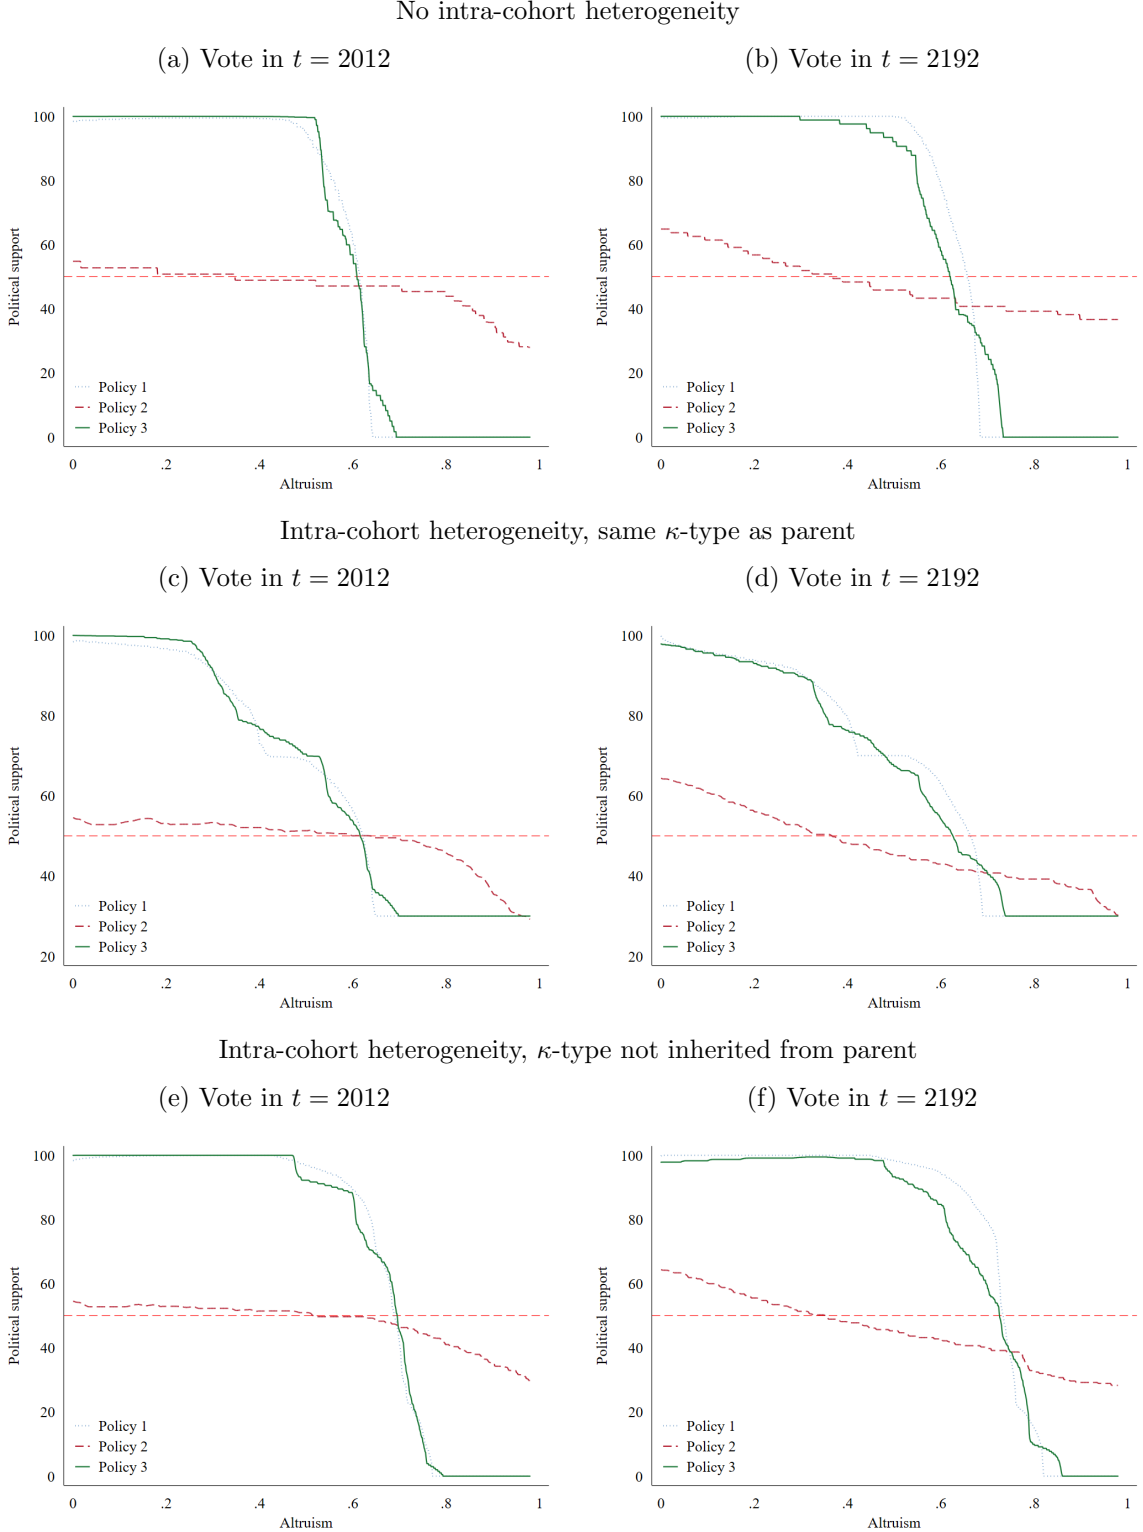 No intra-cohort heterogeneity
(a) Vote in t = 2012
(b) Vote in t = 2192
100
80
60
40
20
0
Political support
Policy 1
Policy 2
Policy 3
0 .2 .4 .6 .8 1
Altruism
100
80
60
40
20
0
Political support
Policy 1
Policy 2
Policy 3
0 .2 .4 .6 .8 1
Altruism
Intra-cohort heterogeneity, same κ-type as parent
(c) Vote in t = 2012
(d) Vote in t = 2192
100
80
60
40
20
Political support
Policy 1
Policy 2
Policy 3
0 .2 .4 .6 .8 1
Altruism
100
80
60
40
20
Political support
Policy 1
Policy 2
Policy 3
0 .2 .4 .6 .8 1
Altruism
Intra-cohort heterogeneity, κ-type not inherited from parent
(e) Vote in t = 2012
(f) Vote in t = 2192
100
80
60
40
20
0
Political support
Policy 1
Policy 2
Policy 3
0 .2 .4 .6 .8 1
Altruism
100
80
60
40
20
0
Political support
Policy 1
Policy 2
Policy 3
0 .2 .4 .6 .8 1
Altruism